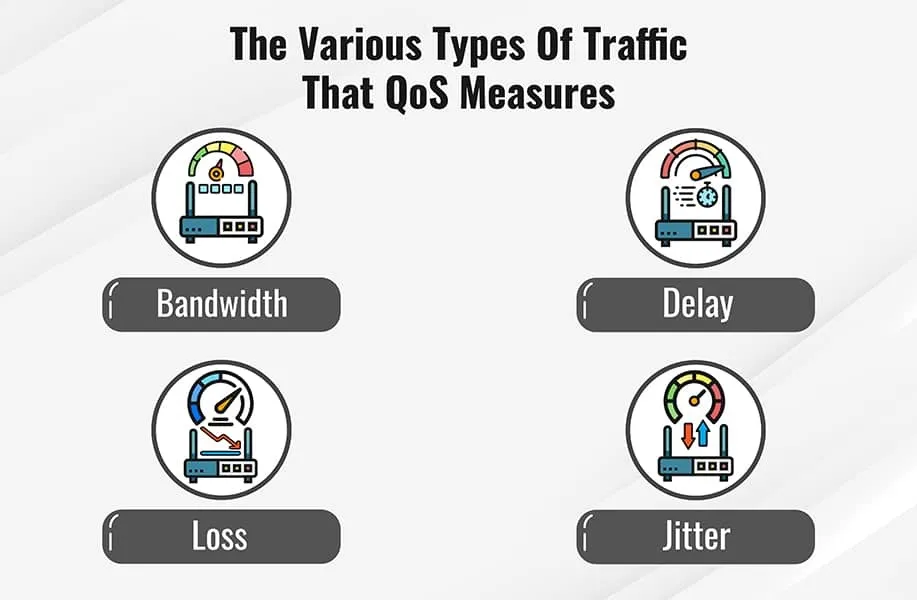 The Various Types Of Traffic
That QoS Measures
Bandwidth
Delay
Loss
Jitter